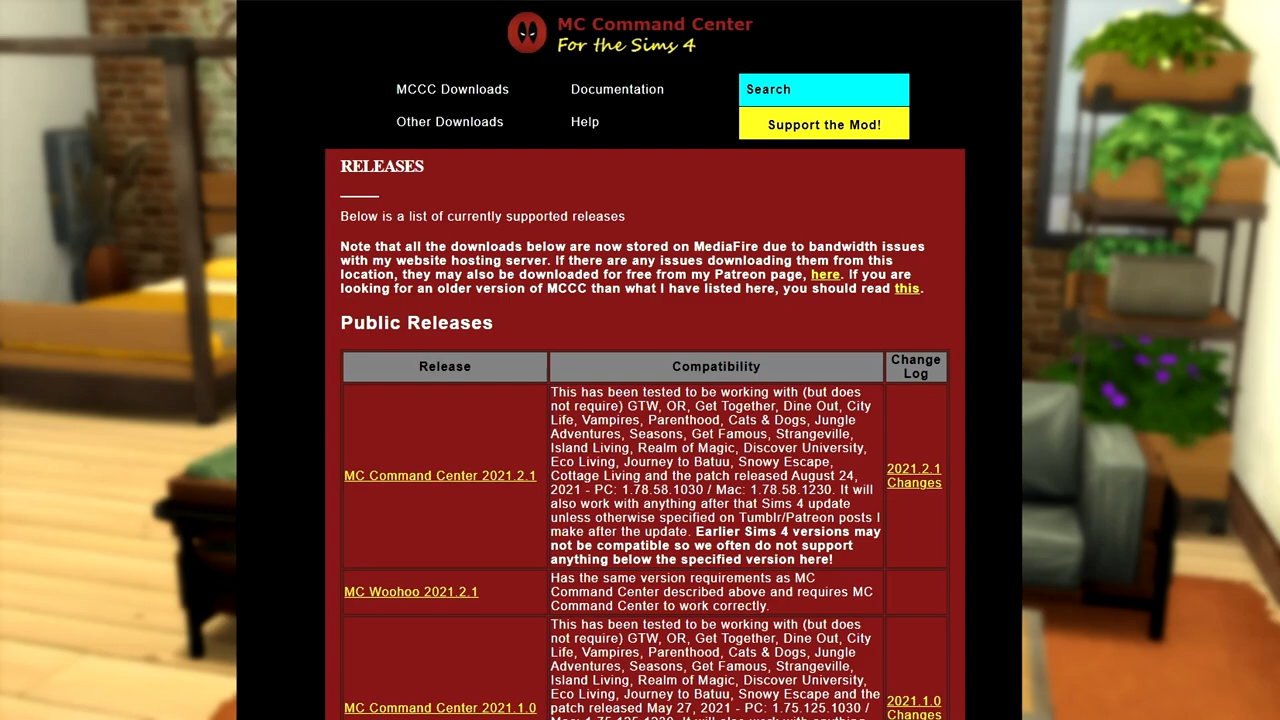 MC Command Center
For the Sims 4
MCCC Downloads
Documentation
Search
Other Downloads
Help
Support the Mod!
RELEASES
Below is a list of currently supported releases
Note that all the downloads below are now stored on MediaFire due to bandwidth issues
with my website hosting server. If there are any issues downloading them from this
location, they may also be downloaded for free from my Patreon page, here. If you are
looking for an older version of MCCC than what I have listed here, you should read this.
Public Releases
Release
Compatibility
Change
Log
MC Command Center 2021.2.1
This has been tested to be working with (but does
not require) GTW, OR, Get Together, Dine Out, City
Life, Vampires, Parenthood, Cats & Dogs, Jungle
Adventures, Seasons, Get Famous, Strangeville,
Island Living, Realm of Magic, Discover University,
Eco Living, Journey to Batuu, Snowy Escape,
Cottage Living and the patch released August 24,
2021 - PC: 1.78.58.1030 / Mac: 1.78.58.1230. It will
also work with anything after that Sims 4 update
unless otherwise specified on Tumblr/Patreon posts I
make after the update. Earlier Sims 4 versions may
not be compatible so we often do not support
anything below the specified version here!
2021.2.1
Changes
MC Woohoo 2021.2.1
Has the same version requirements as MC
Command Center described above and requires MC
Command Center to work correctly.
MC Command Center 2021.1.0
This has been tested to be working with (but does
not require) GTW, OR, Get Together, Dine Out, City
Life, Vampires, Parenthood, Cats & Dogs, Jungle
Adventures, Seasons, Get Famous, Strangeville,
Island Living, Realm of Magic, Discover University,
Eco Living, Journey to Batuu, Snowy Escape and the
patch released May 27, 2021 - PC: 1.75.125.1030 /
2021.1.0
Changes